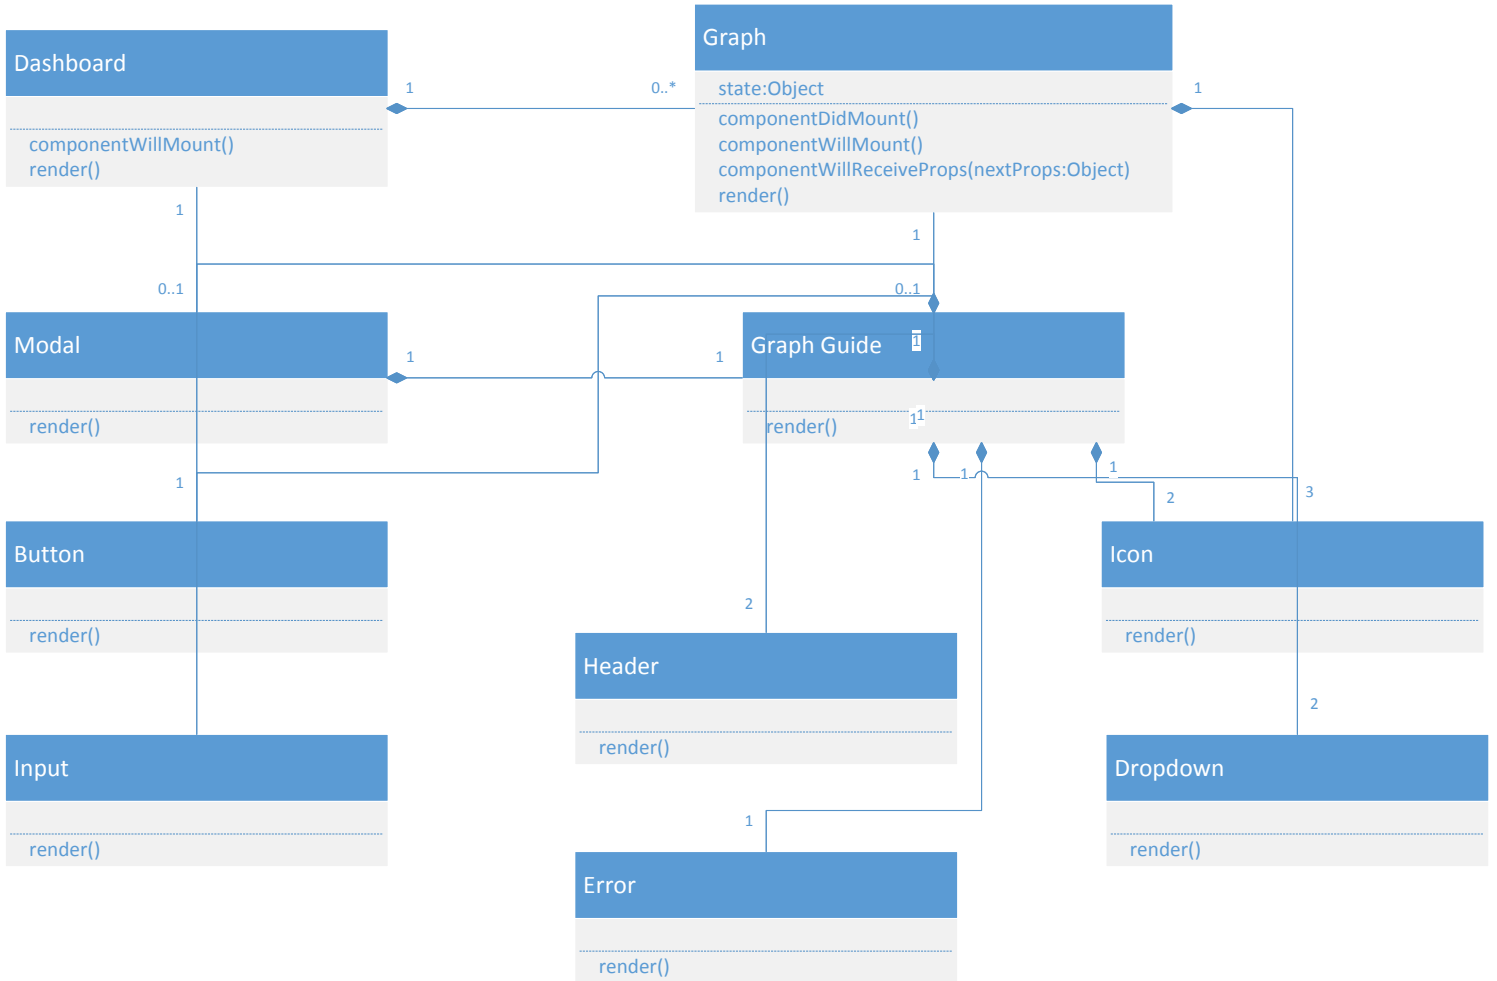 Dashboard
componentWillMount()
render()
1
0..*
Graph
state:Object
componentDidMount()
componentWillMount()
componentWillReceiveProps(nextProps:Object)
render()
1
1
1
0..1
0..1
Modal
render()
1
1
Graph Guide
render()
1
1
1
1
1
1
1
2
3
Button
render()
Icon
render()
2
Header
render()
2
Input
render()
Dropdown
render()
1
Error
render()